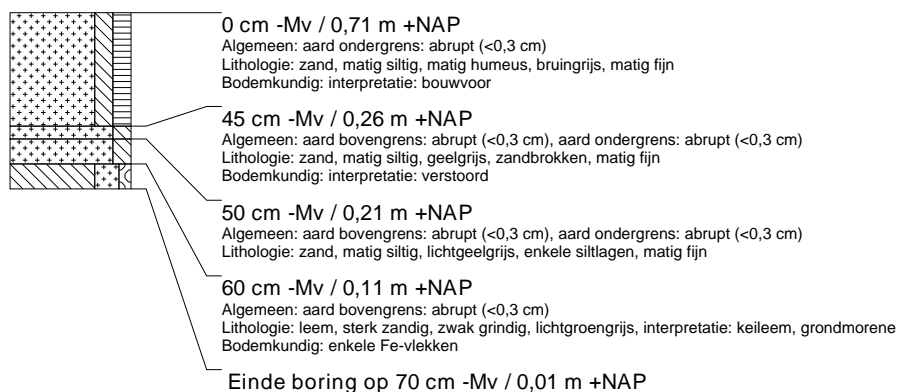 0 cm -Mv / 0,71 m +NAP
Algemeen: aard ondergrens: abrupt (<0,3 cm)
Lithologie: zand, matig siltig, matig humeus, bruingrijs, matig fijn
Bodemkundig: interpretatie: bouwvoor
45 cm -Mv / 0,26 m +NAP
Algemeen: aard bovengrens: abrupt (<0,3 cm), aard ondergrens: abrupt (<0,3 cm)
Lithologie: zand, matig siltig, geelgrijs, zandbrokken, matig fijn
Bodemkundig: interpretatie: verstoord
50 cm -Mv / 0,21 m +NAP
Algemeen: aard bovengrens: abrupt (<0,3 cm), aard ondergrens: abrupt (<0,3 cm)
Lithologie: zand, matig siltig, lichtgeelgrijs, enkele siltlagen, matig fijn
60 cm -Mv / 0,11 m +NAP
Algemeen: aard bovengrens: abrupt (<0,3 cm)
Lithologie: leem, sterk zandig, zwak grindig, lichtgroengrijs, interpretatie: keileem, grondmorene
Bodemkundig: enkele Fe-vlekken
Einde boring op 70 cm -Mv / 0,01 m +NAP